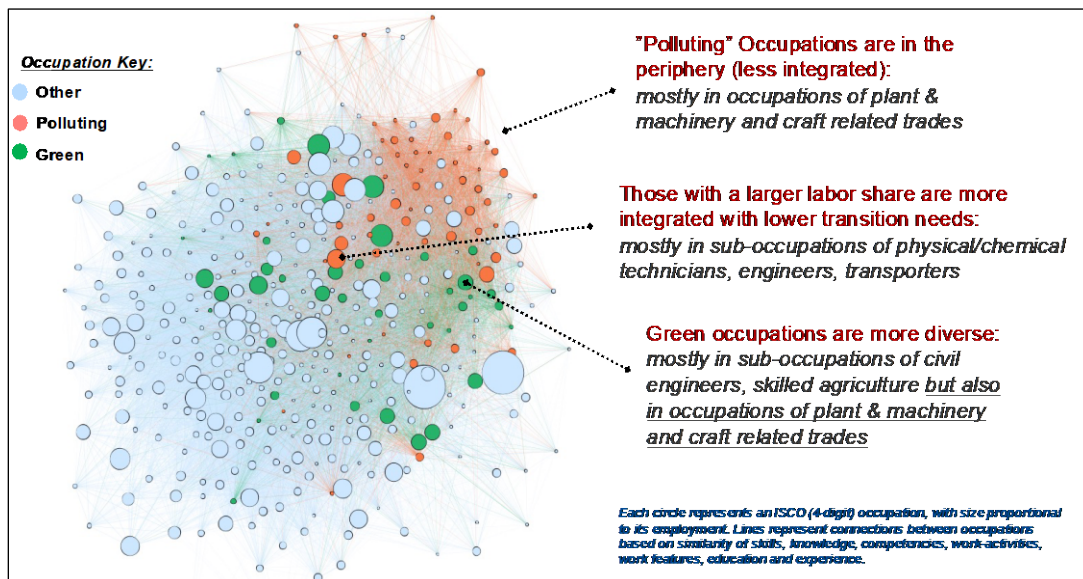 Occupation Key:
Other
Polluting
Green
"Polluting" Occupations are in the
periphery (less integrated):
mostly in occupations of plant &
machinery and craft related trades
Those with a larger labor share are more
integrated with lower transition needs:
mostly in sub-occupations of physical/chemical
technicians, engineers, transporters
Green occupations are more diverse:
mostly in sub-occupations of civil
engineers, skilled agriculture but also
in occupations of plant & machinery
and craft related trades
Each circle represents an ISCO (4-digit) occupation, with size proportional
to its employment. Lines represent connections between occupations
based on similarity of skills, knowledge, competencies, work-activities,
work features, education and experience.